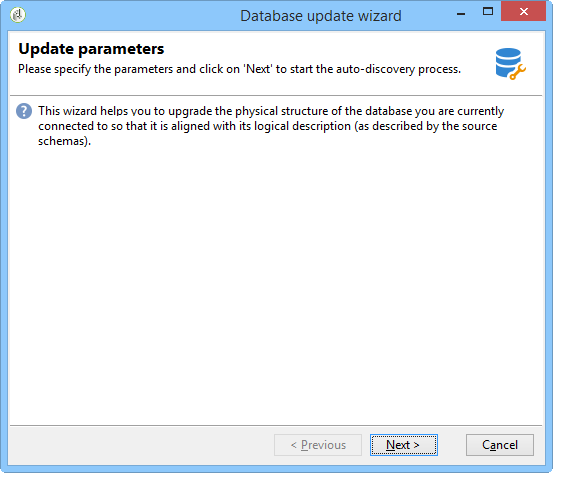 Database update wizard
Update parameters
Please specify the parameters and click on 'Next' to start the auto-discovery process.
This wizard helps you to upgrade the physical structure of the database you are currently
connected to so that it is aligned with its logical description (as described by the source
schemas).
< Previous
Next >
Cancel